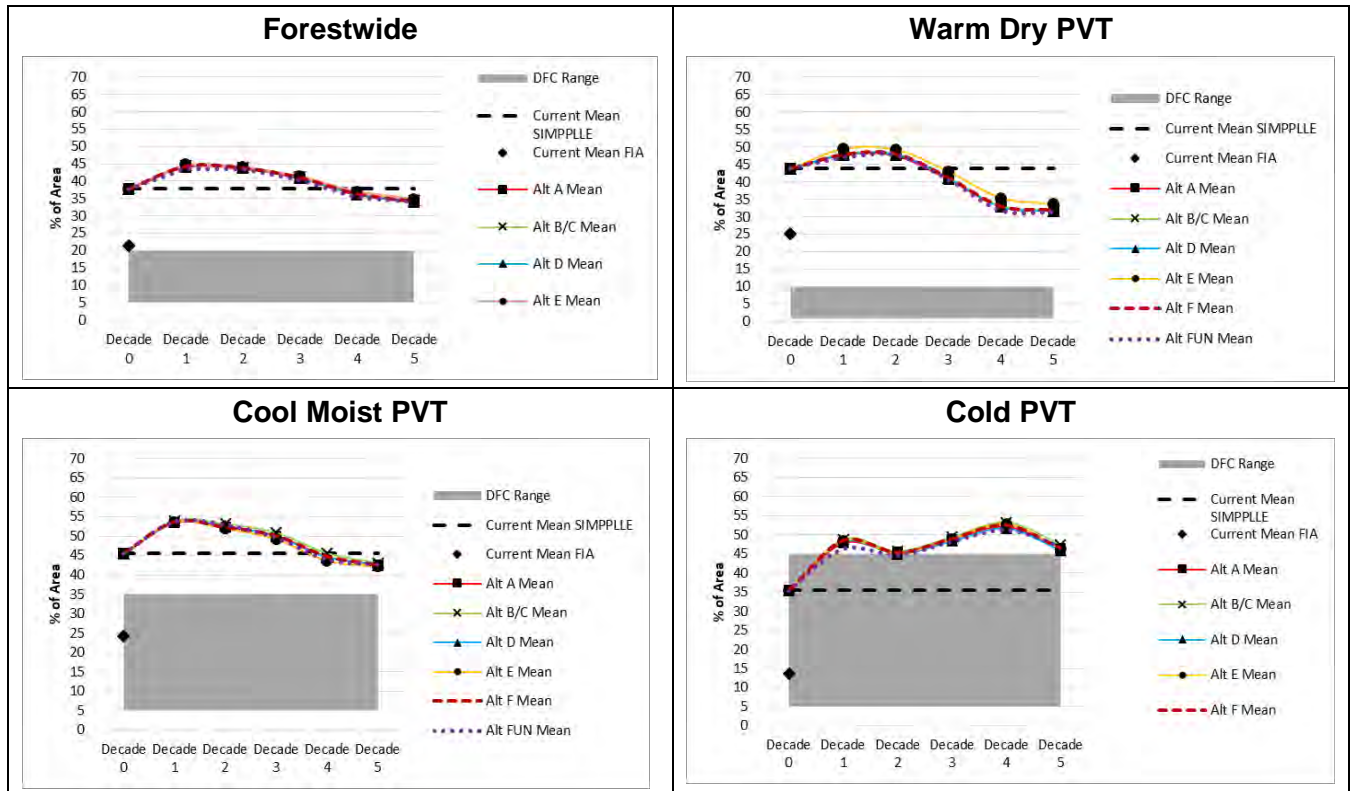 Forestwide
% of Area
70
65
60
55
50
45
40
35
30
25
20
15
10
5
0
Decade 0
Decade 1
Decade 2
Decade 3
Decade 4
Decade 5
DFC Range
Current Mean
SIMPPLLE
Current Mean FIA
Alt A Mean
Alt B/C Mean
Alt D Mean
Alt E Mean
Warm Dry PVT
% of Area
70
65
60
55
50
45
40
35
30
25
20
15
10
5
0
Decade 0
Decade 1
Decade 2
Decade 3
Decade 4
Decade 5
DFC Range
Current Mean SIMPPLLE
Current Mean FIA
Alt A Mean
Alt B/C Mean
Alt D Mean
Alt E Mean
Alt F Mean
Alt FUN Mean
Cool Moist PVT
% of Area
70
65
60
55
50
45
40
35
30
25
20
15
10
5
0
Decade 0
Decade 1
Decade 2
Decade 3
Decade 4
Decade 5
DFC Range
Current Mean SIMPPLLE
Current Mean FIA
Alt A Mean
Alt B/C Mean
Alt D Mean
Alt E Mean
Alt F Mean
Alt FUN Mean
Cold PVT
% of Area
70
65
60
55
50
45
40
35
30
25
20
15
10
5
0
Decade 0
Decade 1
Decade 2
Decade 3
Decade 4
Decade 5
DFC Range
Current Mean
SIMPPLLE
Current Mean FIA
Alt A Mean
Alt B/C Mean
Alt D Mean
Alt E Mean
Alt F Mean